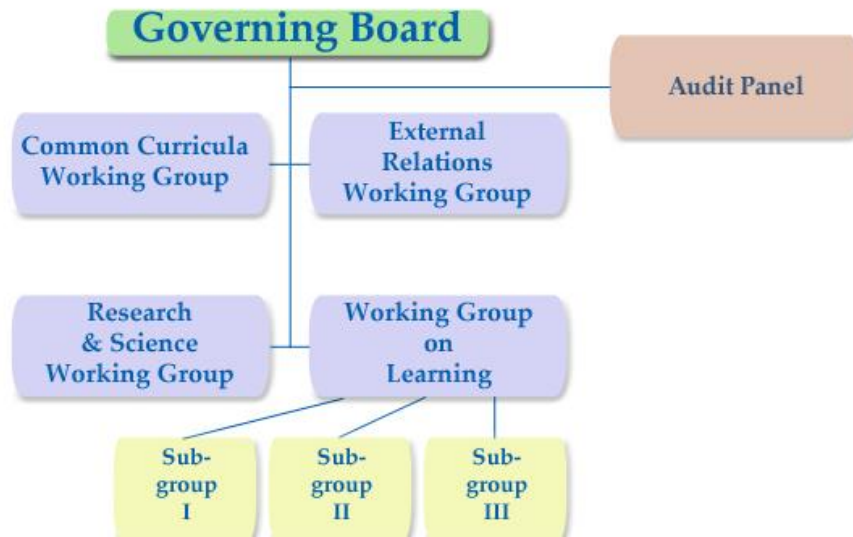 Governing Board
Audit Panel
Common Curricula
Working Group
External
Relations
Working Group
Research
& Science
Working Group
Working Group
on
Learning
Sub-
group
I
Sub-
group
II
Sub-
group
III